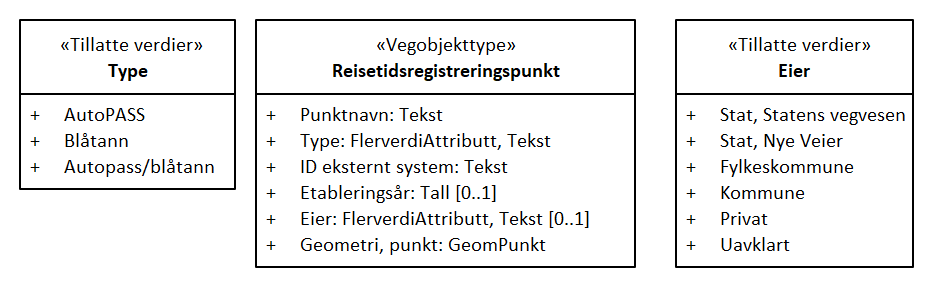 «Tillatte verdier»
Type
+ AutoPASS
+ Blåtann
+ Autopass/blåtann
«Vegobjekttype»
Reisetidsregistreringspunkt
+ Punktnavn: Tekst
+ Type: FlerverdiAttributt, Tekst
+ ID eksternt system: Tekst
+ Etableringsår: Tall [0..1]
+ Eier: FlerverdiAttributt, Tekst [0..1]
+ Geometri, punkt: GeomPunkt
«Tillatte verdier»
Eier
+ Stat, Statens vegvesen
+ Stat, Nye Veier
+ Fylkeskommune
+ Kommune
+ Privat
+ Uavklart